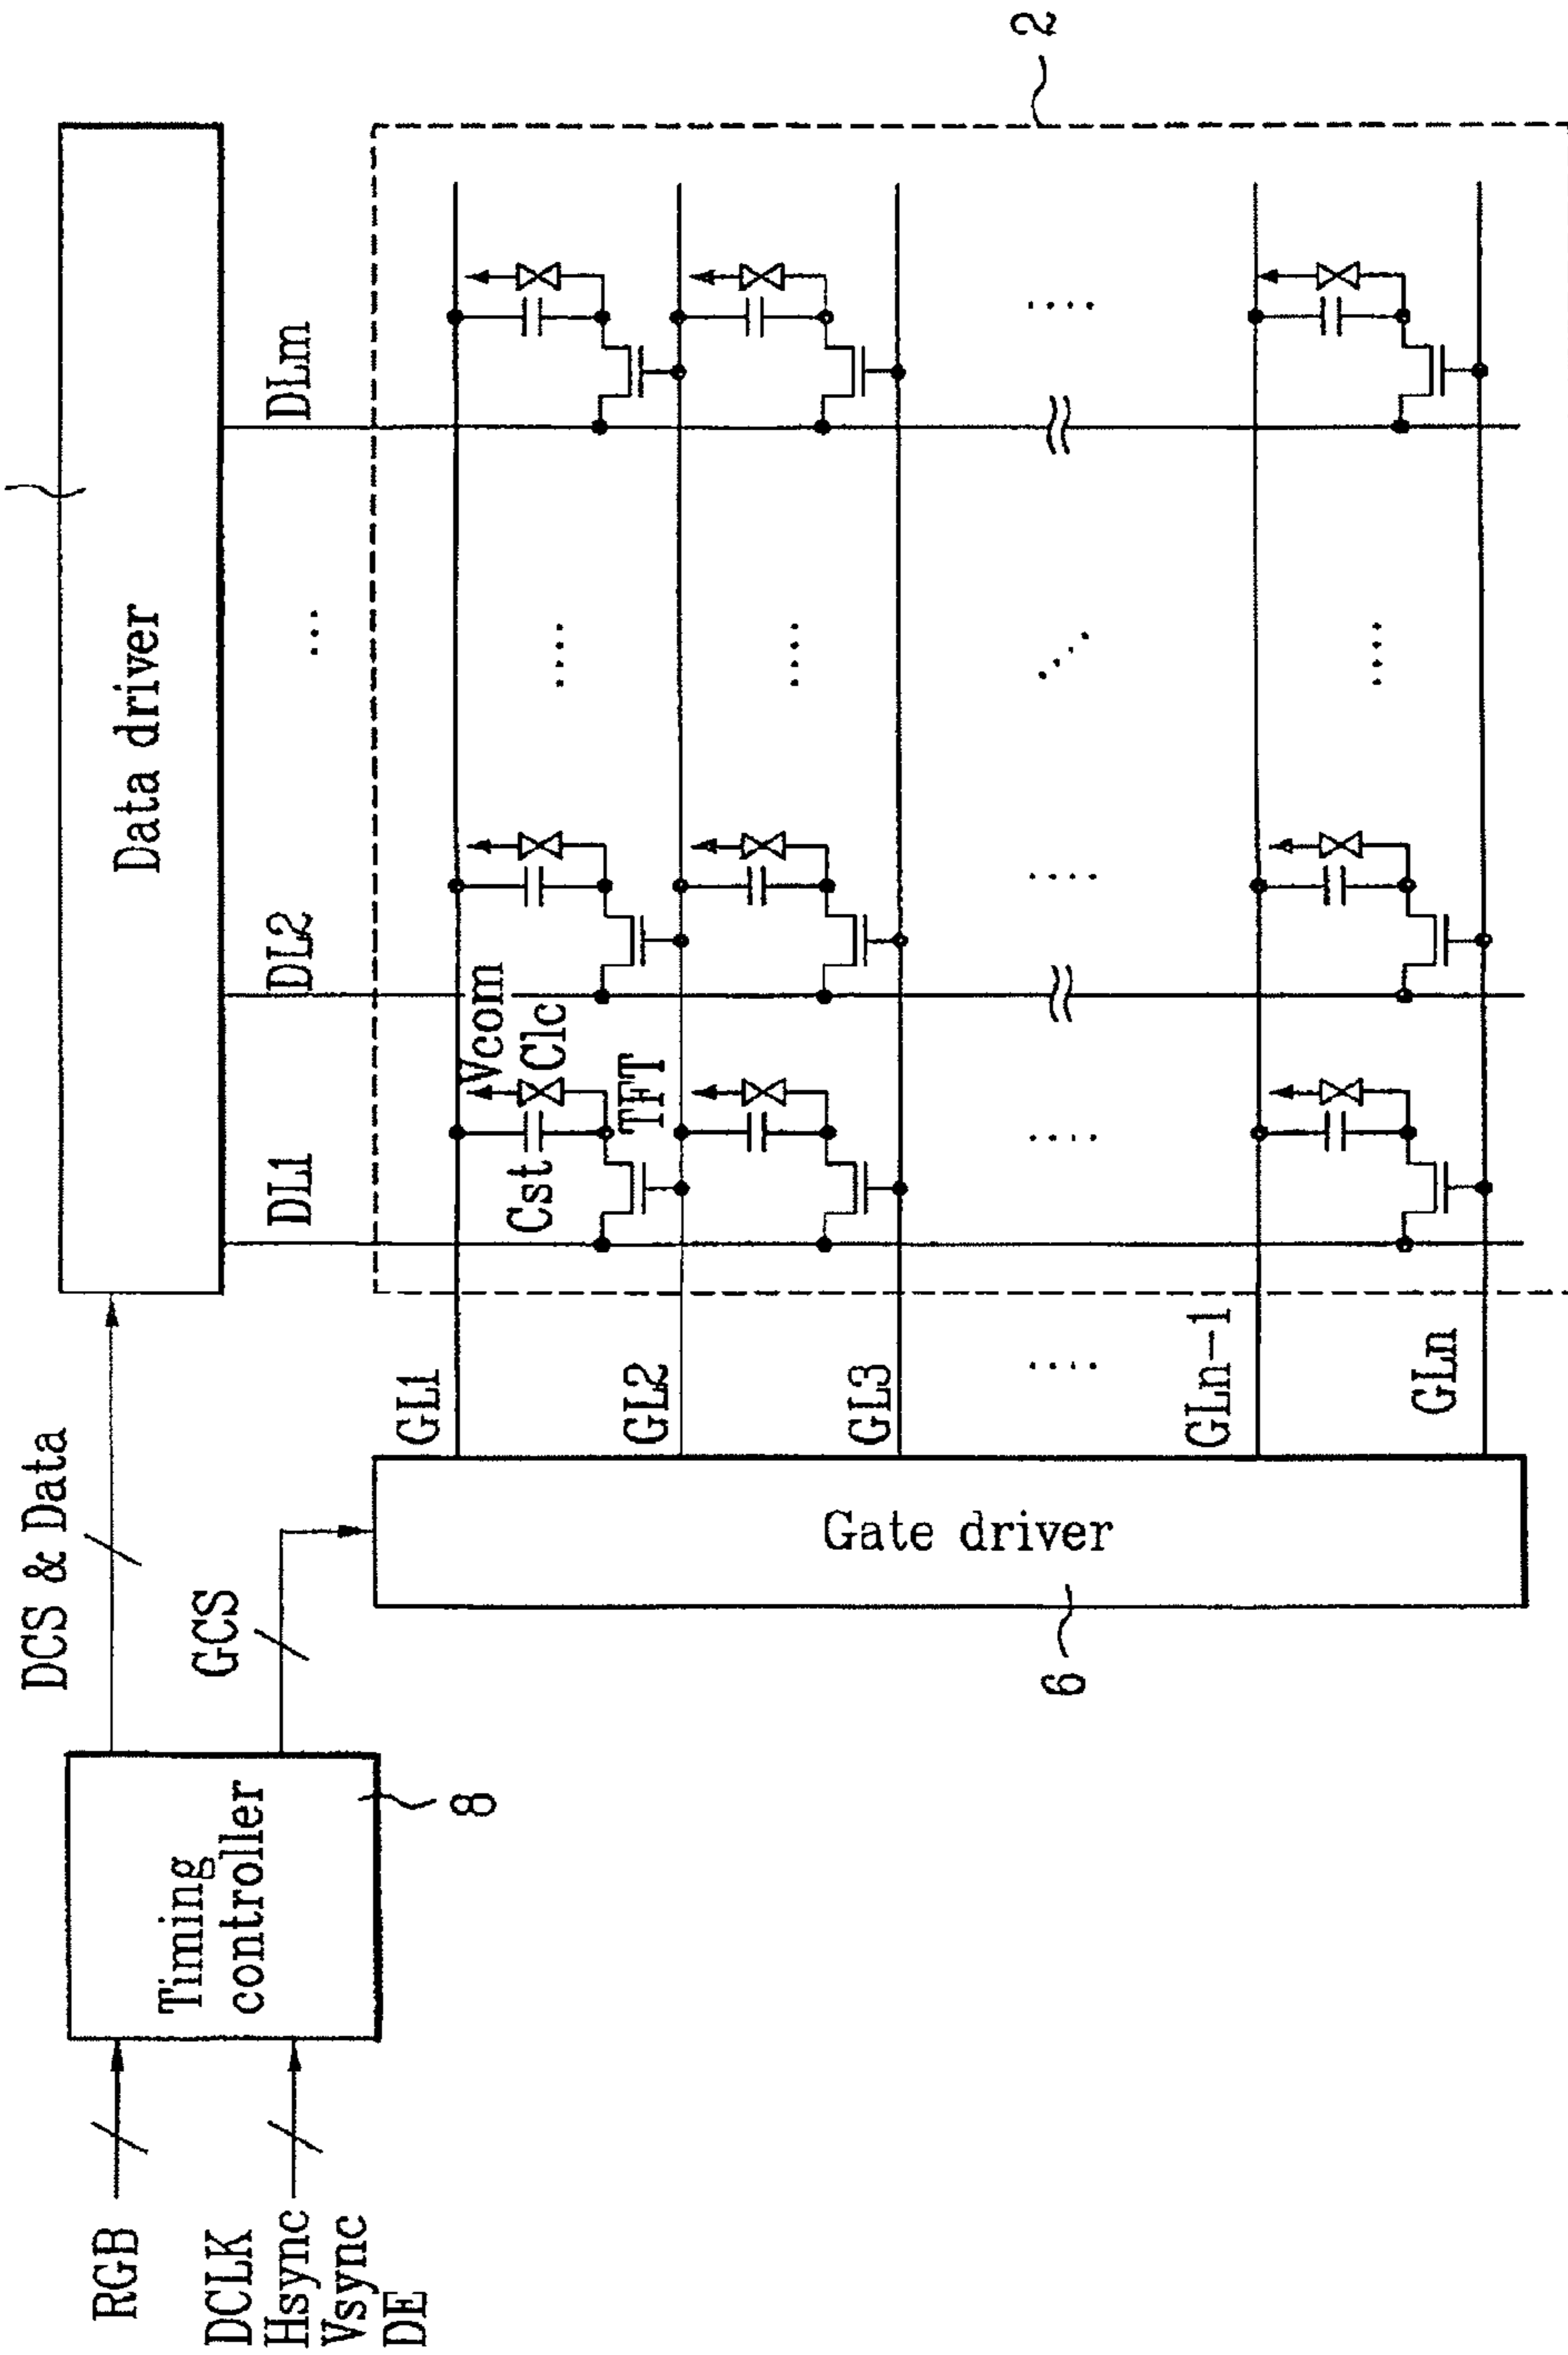 RGB
DCLK
Hsync
Vsync
DE
Timing
controller
8
DCS & Data
GCS
Data driver
Gate driver
6
DL1
DL2
...
DLm
GL1
GL2
GL3
....
GLn-1
GLn
Vcom
Clc
Cst
TFT
2